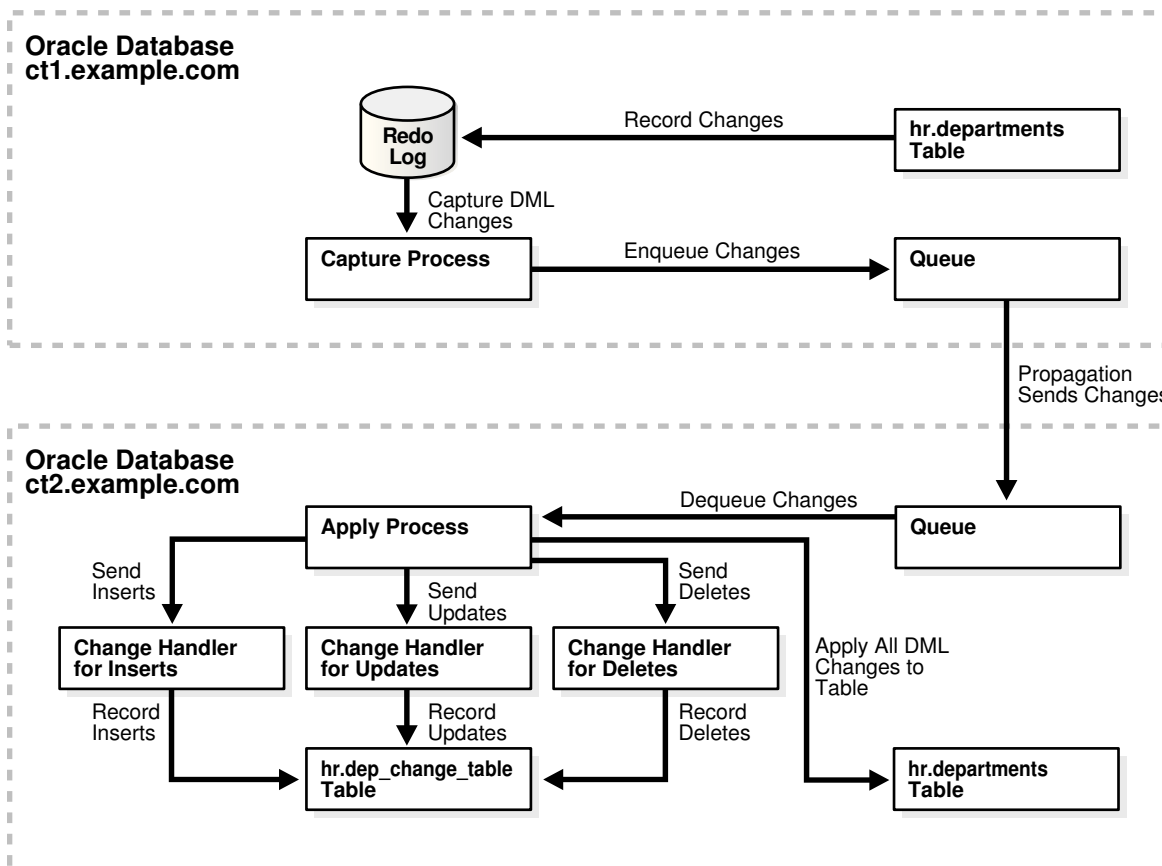 Oracle Database
ct1.example.com
Redo
Log
Record Changes
hr.departments
Table
Capture DML
Changes
Capture Process
Enqueue Changes
Queue
Propagation
Sends Changes
Oracle Database
ct2.example.com
Dequeue Changes
Apply Process
Queue
Send
Inserts
Send
Updates
Send
Deletes
Change Handler
for Inserts
Change Handler
for Updates
Change Handler
for Deletes
Apply All DML
Changes to
Table
Record
Inserts
Record
Updates
Record
Deletes
hr.dep_change_table
Table
hr.departments
Table